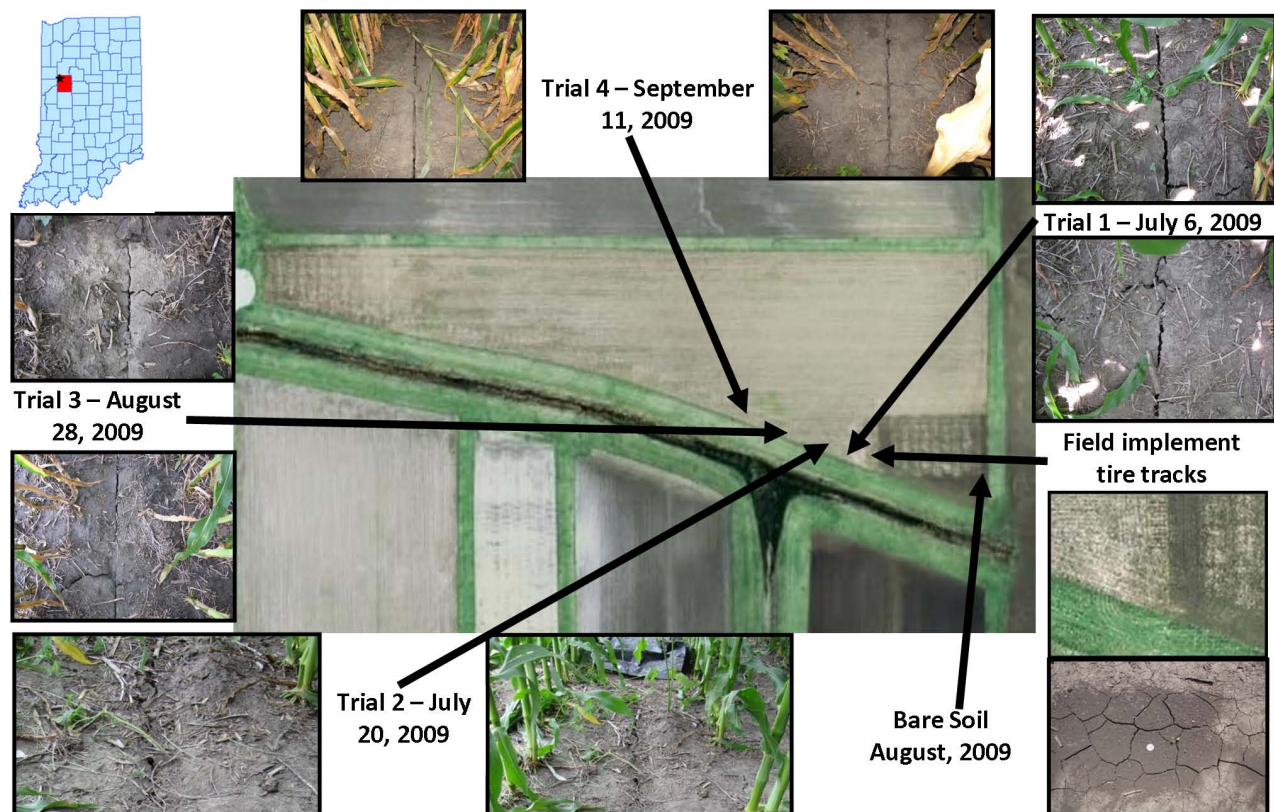 Trial 4 – September
11, 2009
Trial 1 – July 6, 2009
Trial 3 – August
28, 2009
Field implement
tire tracks
Trial 2 – July
20, 2009
Bare Soil
August, 2009